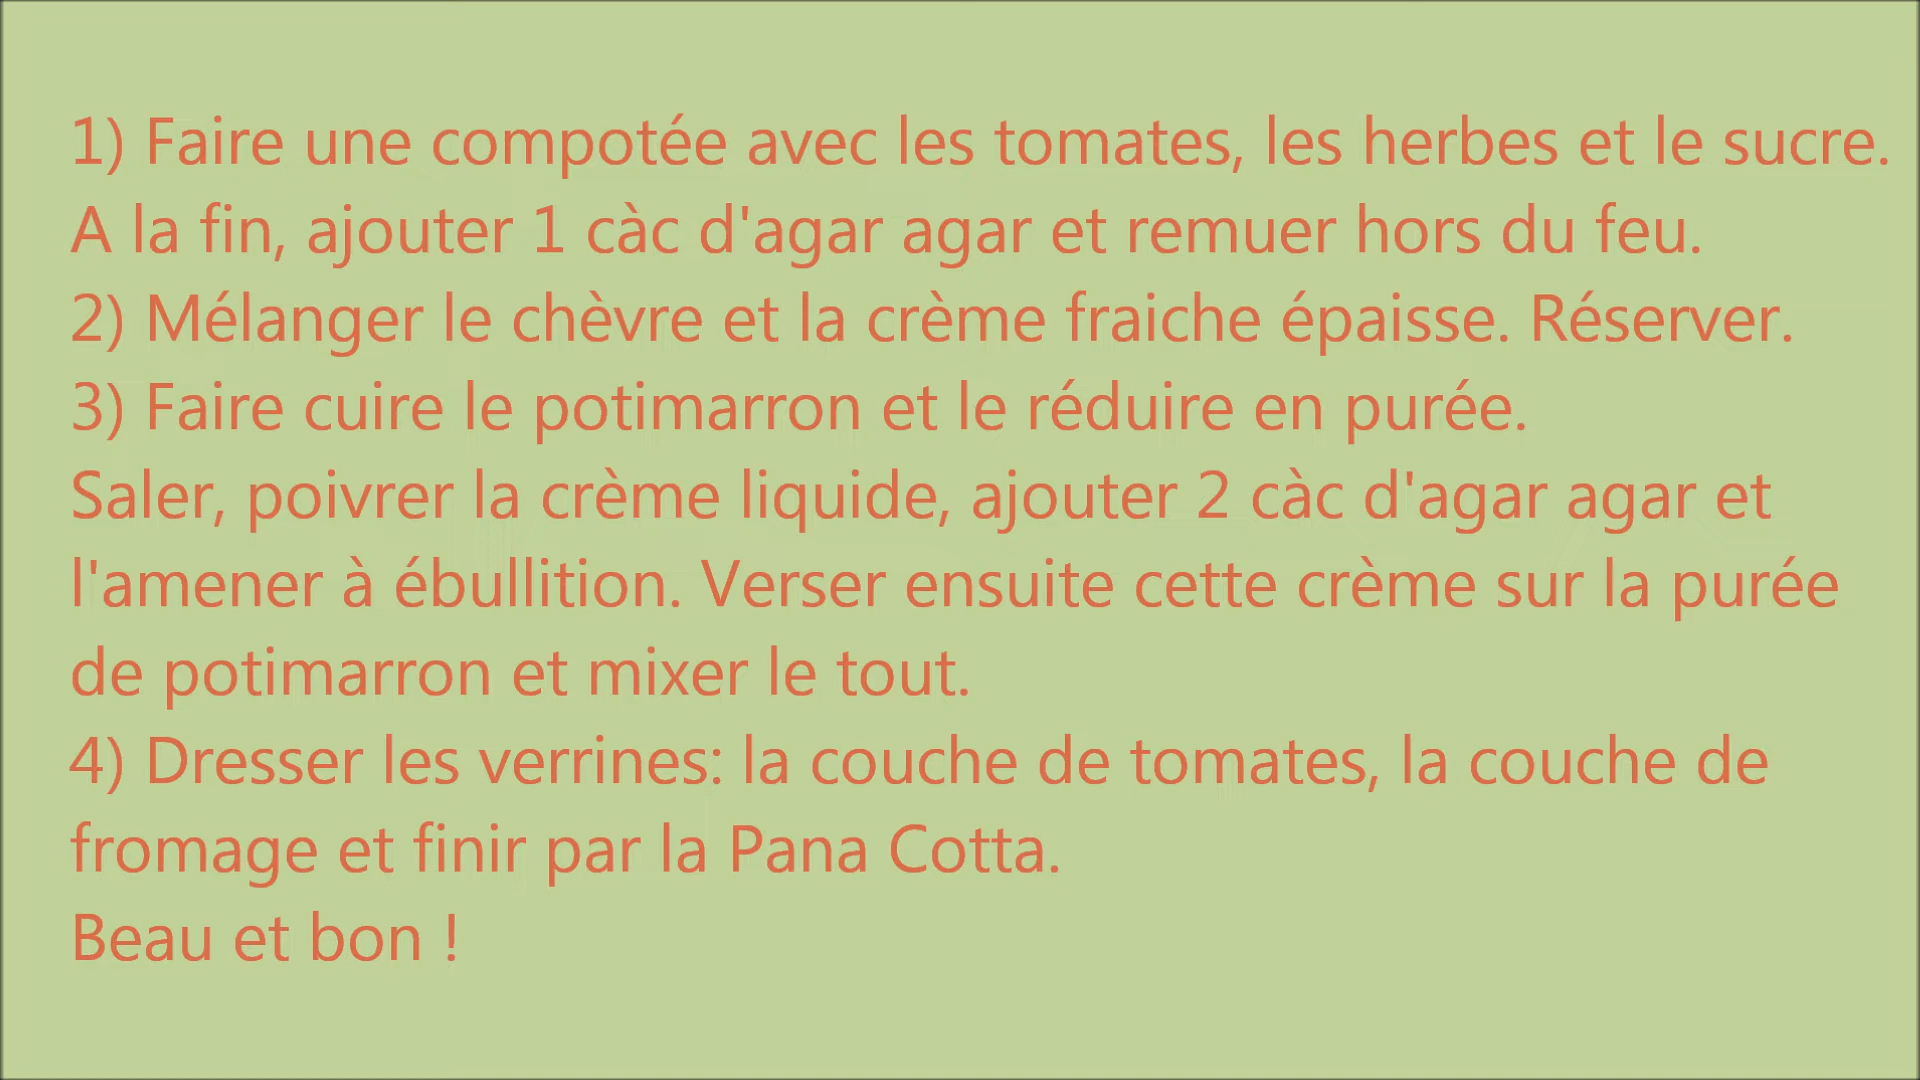 1) Faire une compotée avec les tomates, les herbes et le sucre.
A la fin, ajouter 1 càc d'agar agar et remuer hors du feu.
2) Mélanger le chèvre et la crème fraiche épaisse. Réserver.
3) Faire cuire le potimarron et le réduire en purée.
Saler, poivrer la crème liquide, ajouter 2 càc d'agar agar et
l'amener à ébullition. Verser ensuite cette crème sur la purée
de potimarron et mixer le tout.
4) Dresser les verrines: la couche de tomates, la couche de
fromage et finir par la Pana Cotta.
Beau et bon !